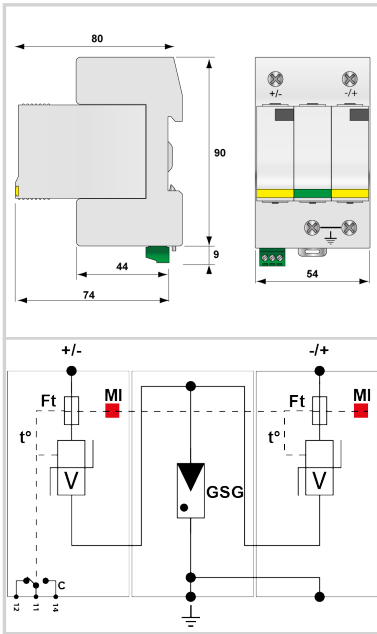 80
+/-
-/+
90
9
44
74
54
+/-
-/+
Ft
MI
Ft
MI
t°
t°
V
V
GSG
C
12
11
14